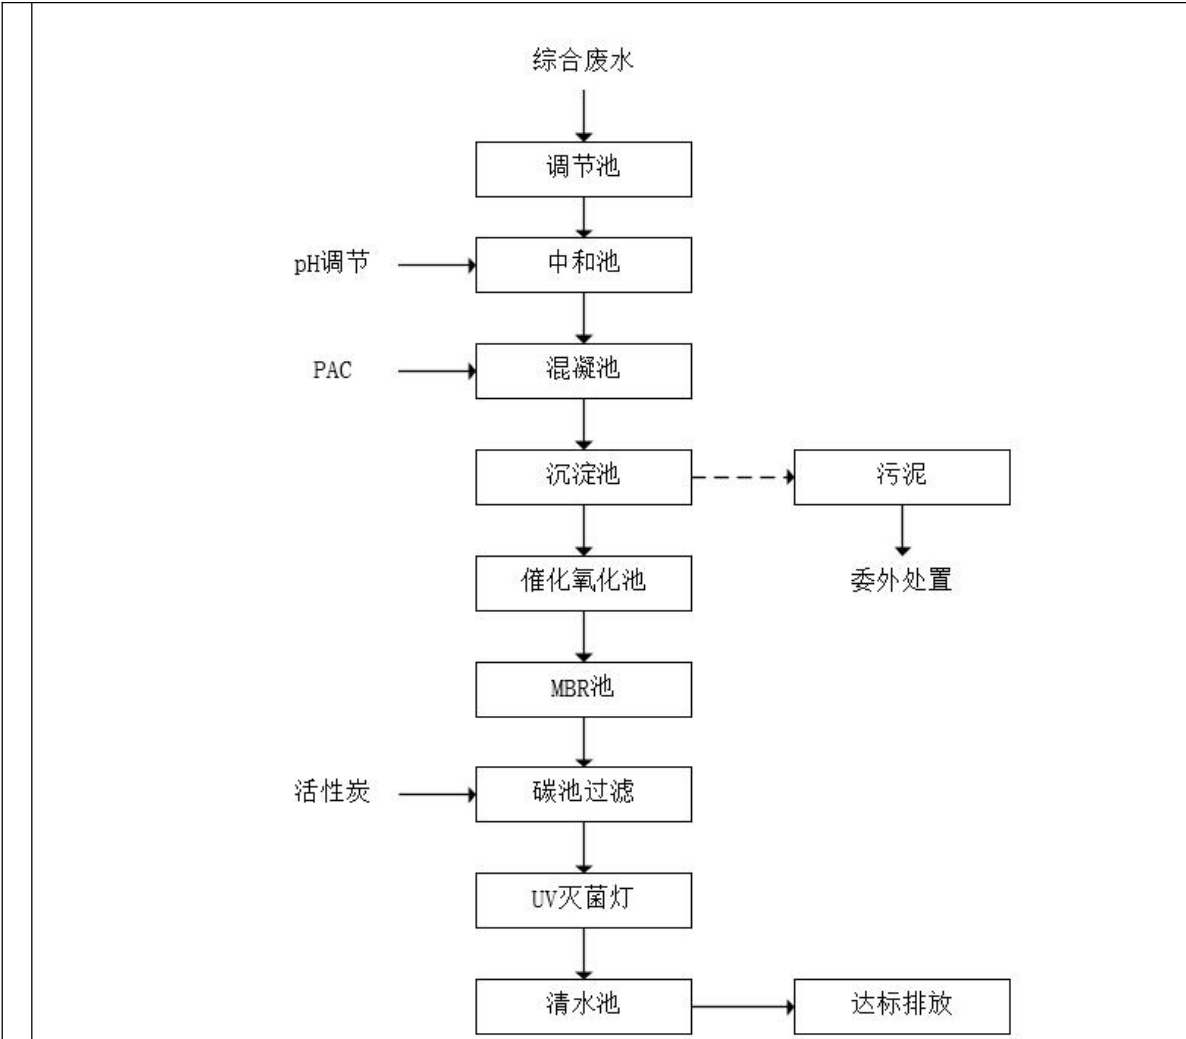 综合废水
调节池
pH调节
中和池
PAC
混凝池
沉淀池
污泥
催化氧化池
委外处置
MBR池
活性炭
碳池过滤
UV灭菌灯
清水池
达标排放